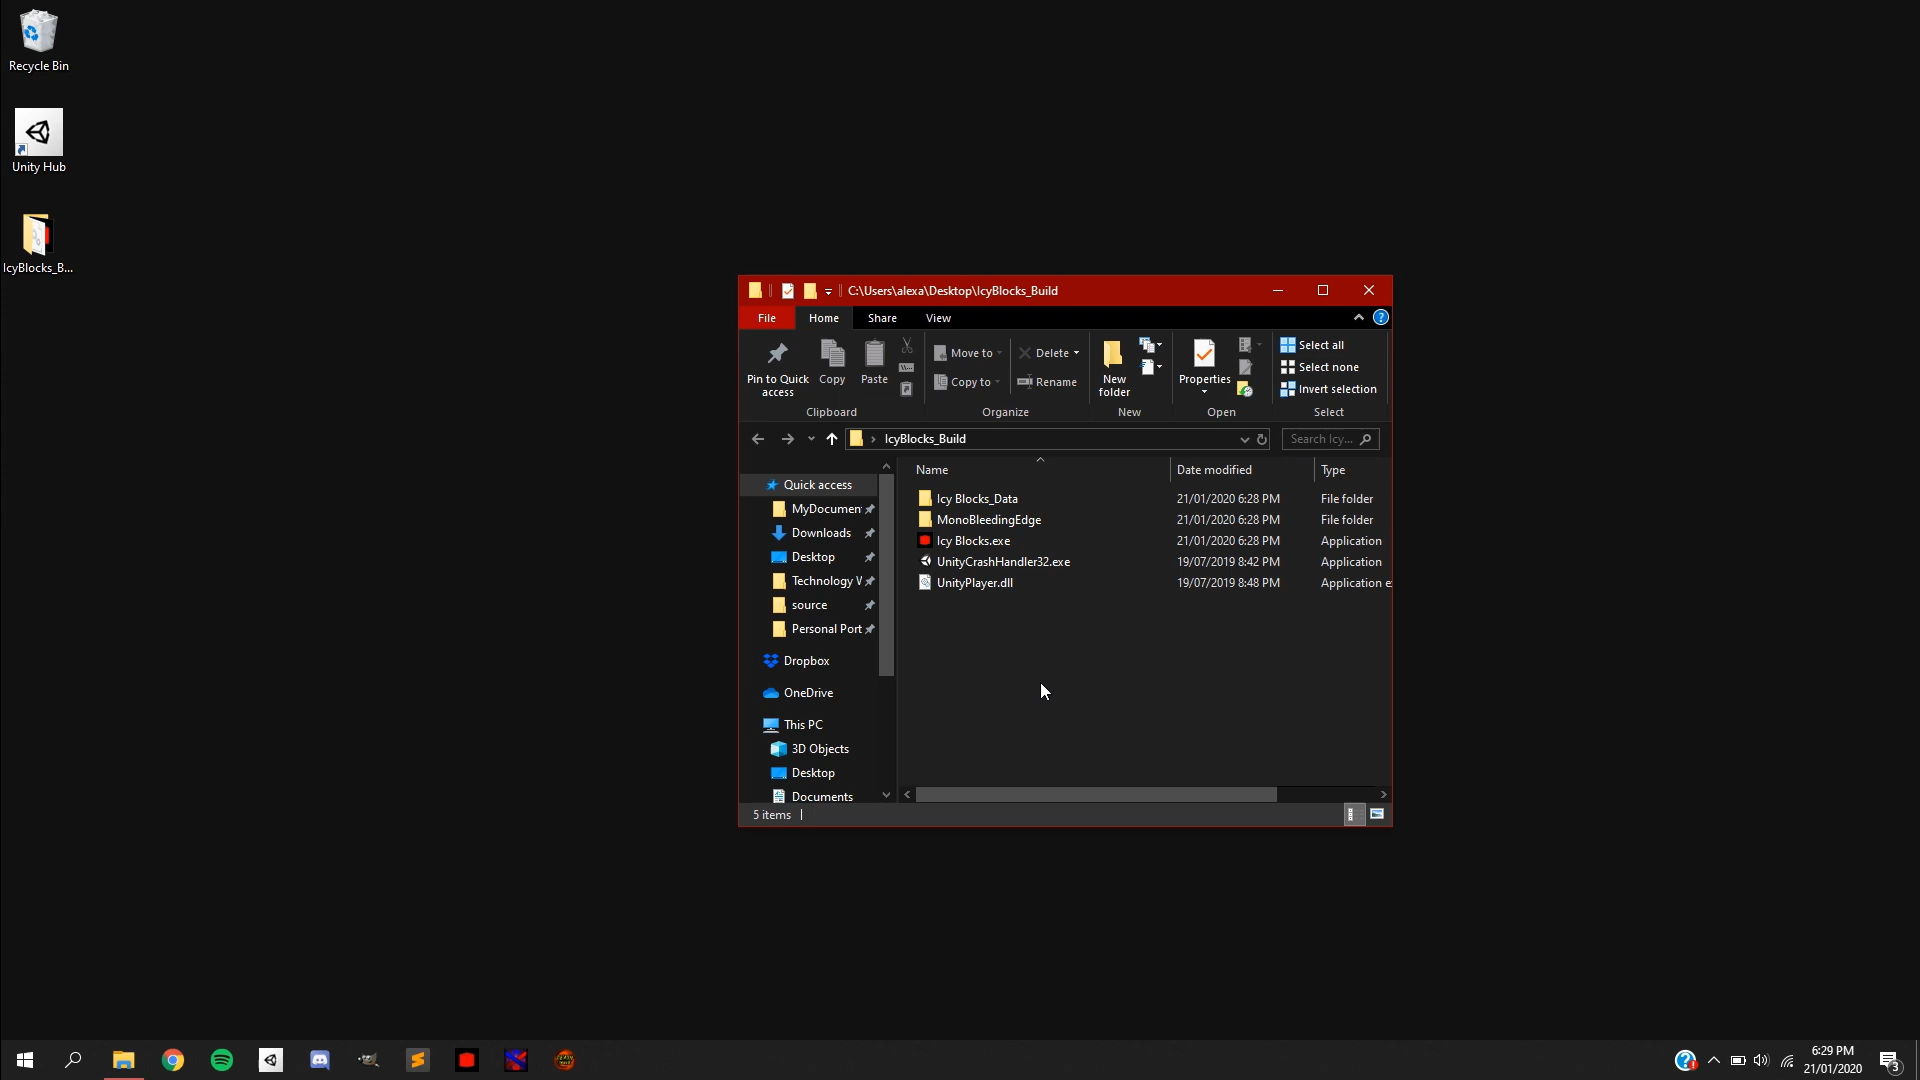 Recycle Bin
Unity Hub
IcyBlocks_B...
C:\Users\alexa\Desktop\IcyBlocks_Build
File Home Share View
Pin to Quick access
Copy
Paste
Move to
Copy to
Delete
Rename
New folder
Properties
Select all
Select none
Invert selection
Clipboard Organize New Open Select
IcyBlocks_Build
Search Icy...
Name Date modified Type
Quick access
MyDocumen
Downloads
Desktop
Technology V
source
Personal Port
Dropbox
OneDrive
This PC
3D Objects
Desktop
Documents
Icy Blocks_Data 21/01/2020 6:28 PM File folder
MonoBleedingEdge 21/01/2020 6:28 PM File folder
Icy Blocks.exe 21/01/2020 6:28 PM Application
UnityCrashHandler32.exe 19/07/2019 8:42 PM Application
UnityPlayer.dll 19/07/2019 8:48 PM Application e
5 items
6:29 PM
21/01/2020
3